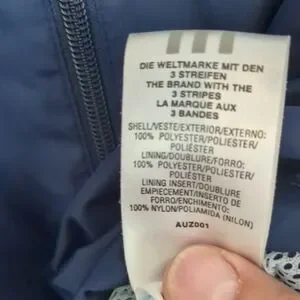 DIE WELTMARKE MIT DEN
3 STREIFEN
THE BRAND WITH THE
3 STRIPES
LA MARQUE AUX
3 BANDES
SHELL/VESTE/EXTERIOR/EXTERNO:
100% POLYESTER/POLYESTER/
POLIÉSTER
LINING/DOUBLURE/FORRO:
100% POLYESTER/POLYESTER/
POLIÉSTER
LINING INSERT/DOUBLURE
EMPIECEMENT/INSERTO DE
FORRO/ENCHIMENTO:
100% NYLON/POLIAMIDA (NILON)
AUZ001